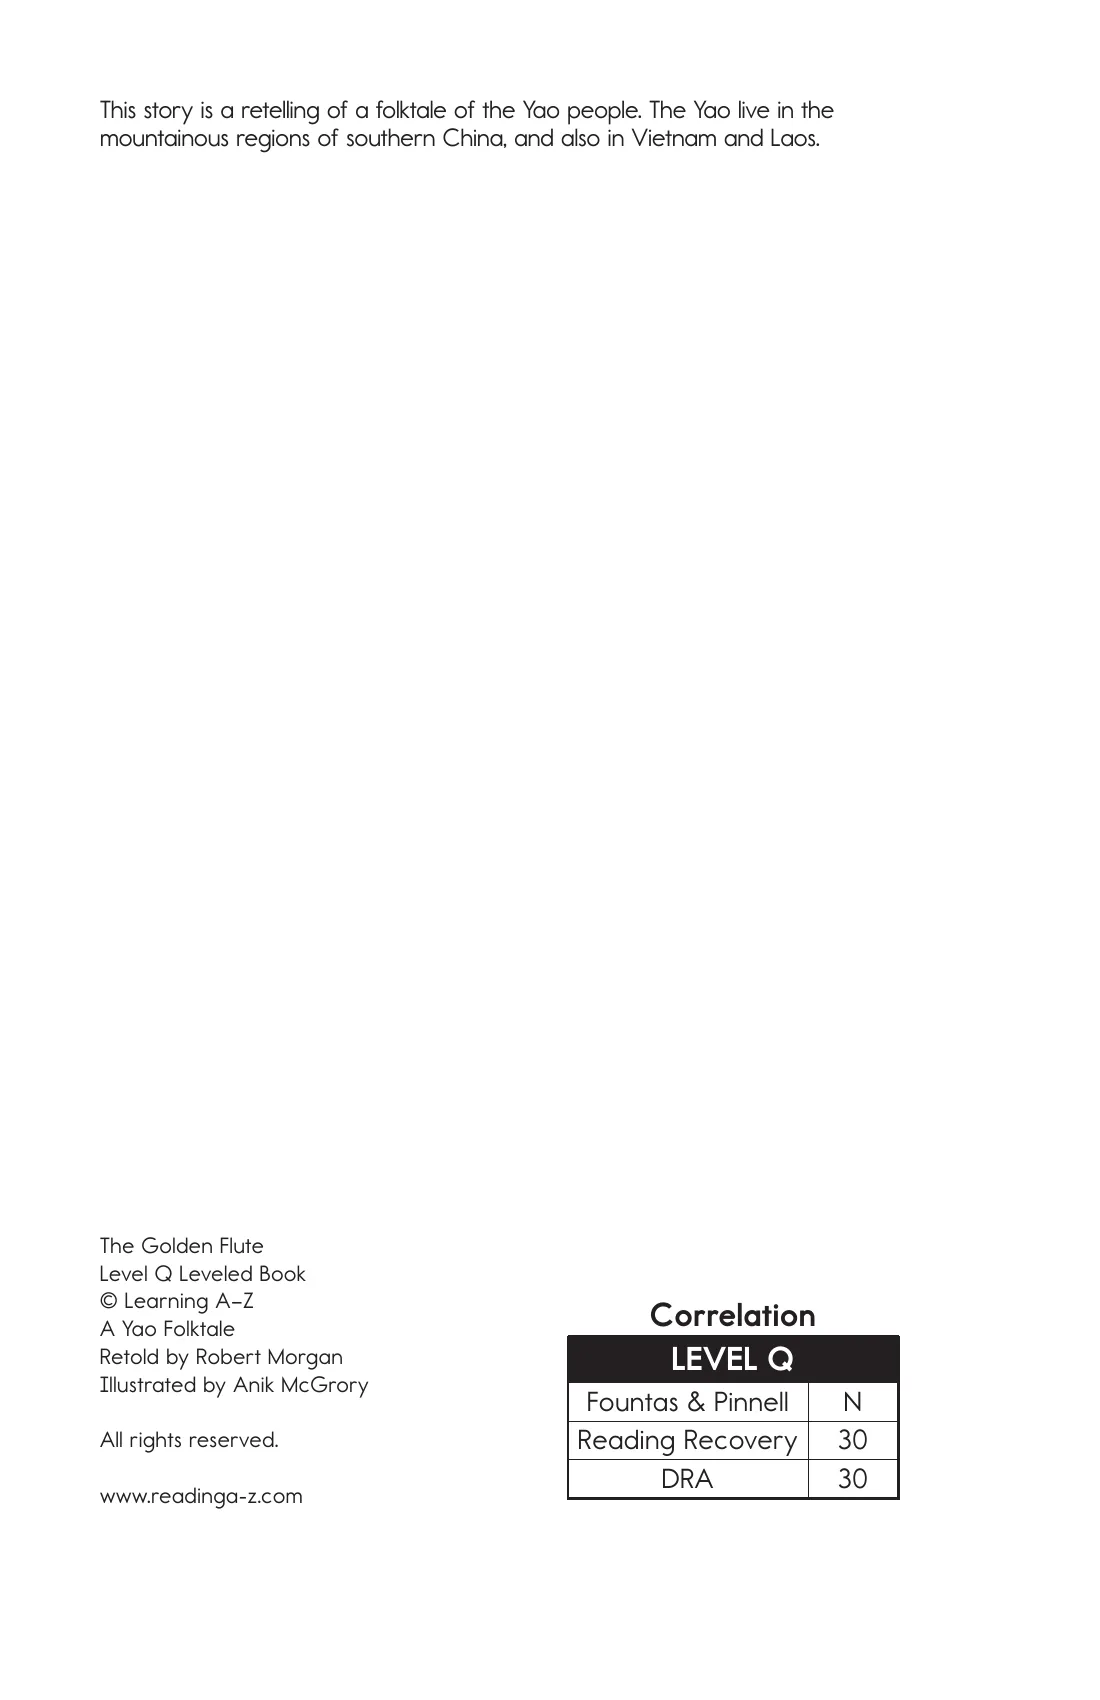 This story is a retelling of a folktale of the Yao people. The Yao live in the
mountainous regions of southern China, and also in Vietnam and Laos.
The Golden Flute
Level Q Leveled Book
© Learning A–Z
A Yao Folktale
Retold by Robert Morgan
Illustrated by Anik McGrory
All rights reserved.
www.readinga-z.com
Correlation
LEVEL Q
Fountas & Pinnell N
Reading Recovery 30
DRA 30